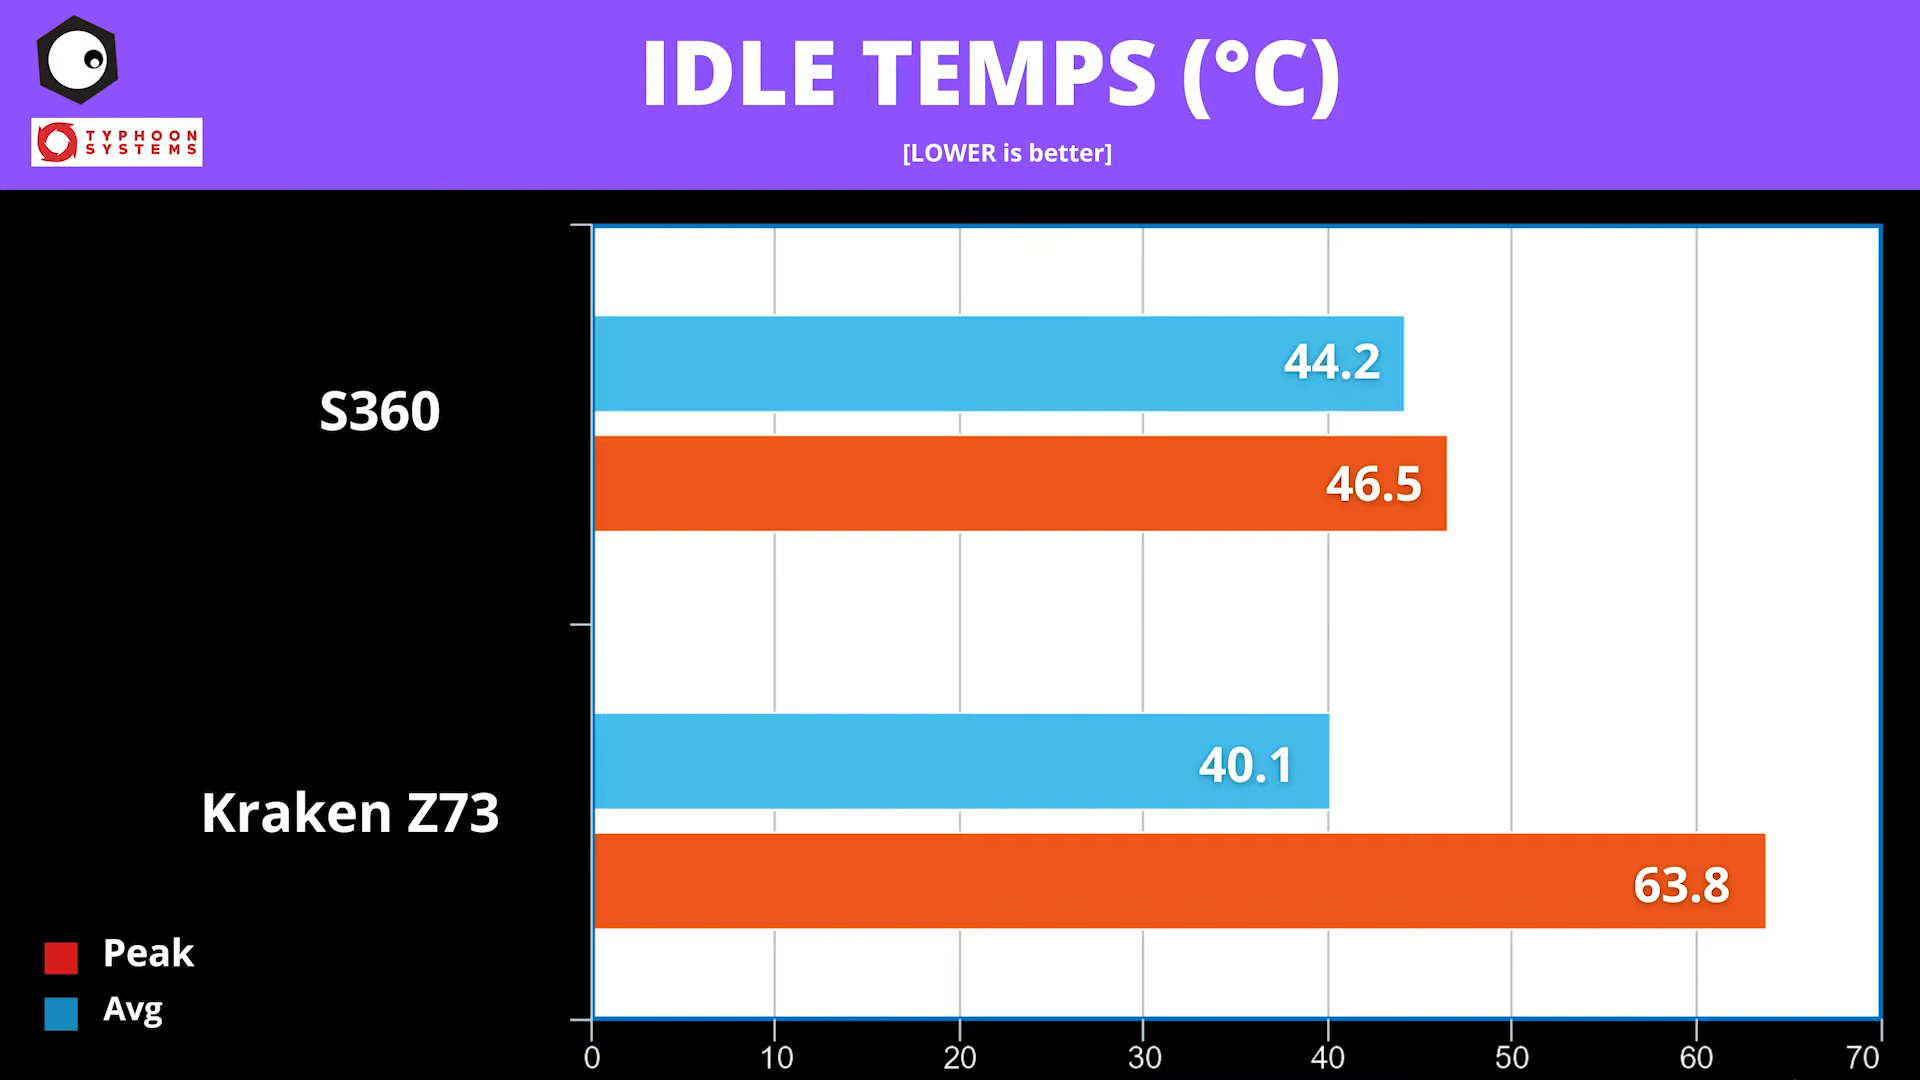 IDLE TEMPS (°C)
[LOWER is better]
TYPHOON
SYSTEMS
S360
44.2
46.5
Kraken Z73
40.1
63.8
Peak
Avg
0 10 20 30 40 50 60 70